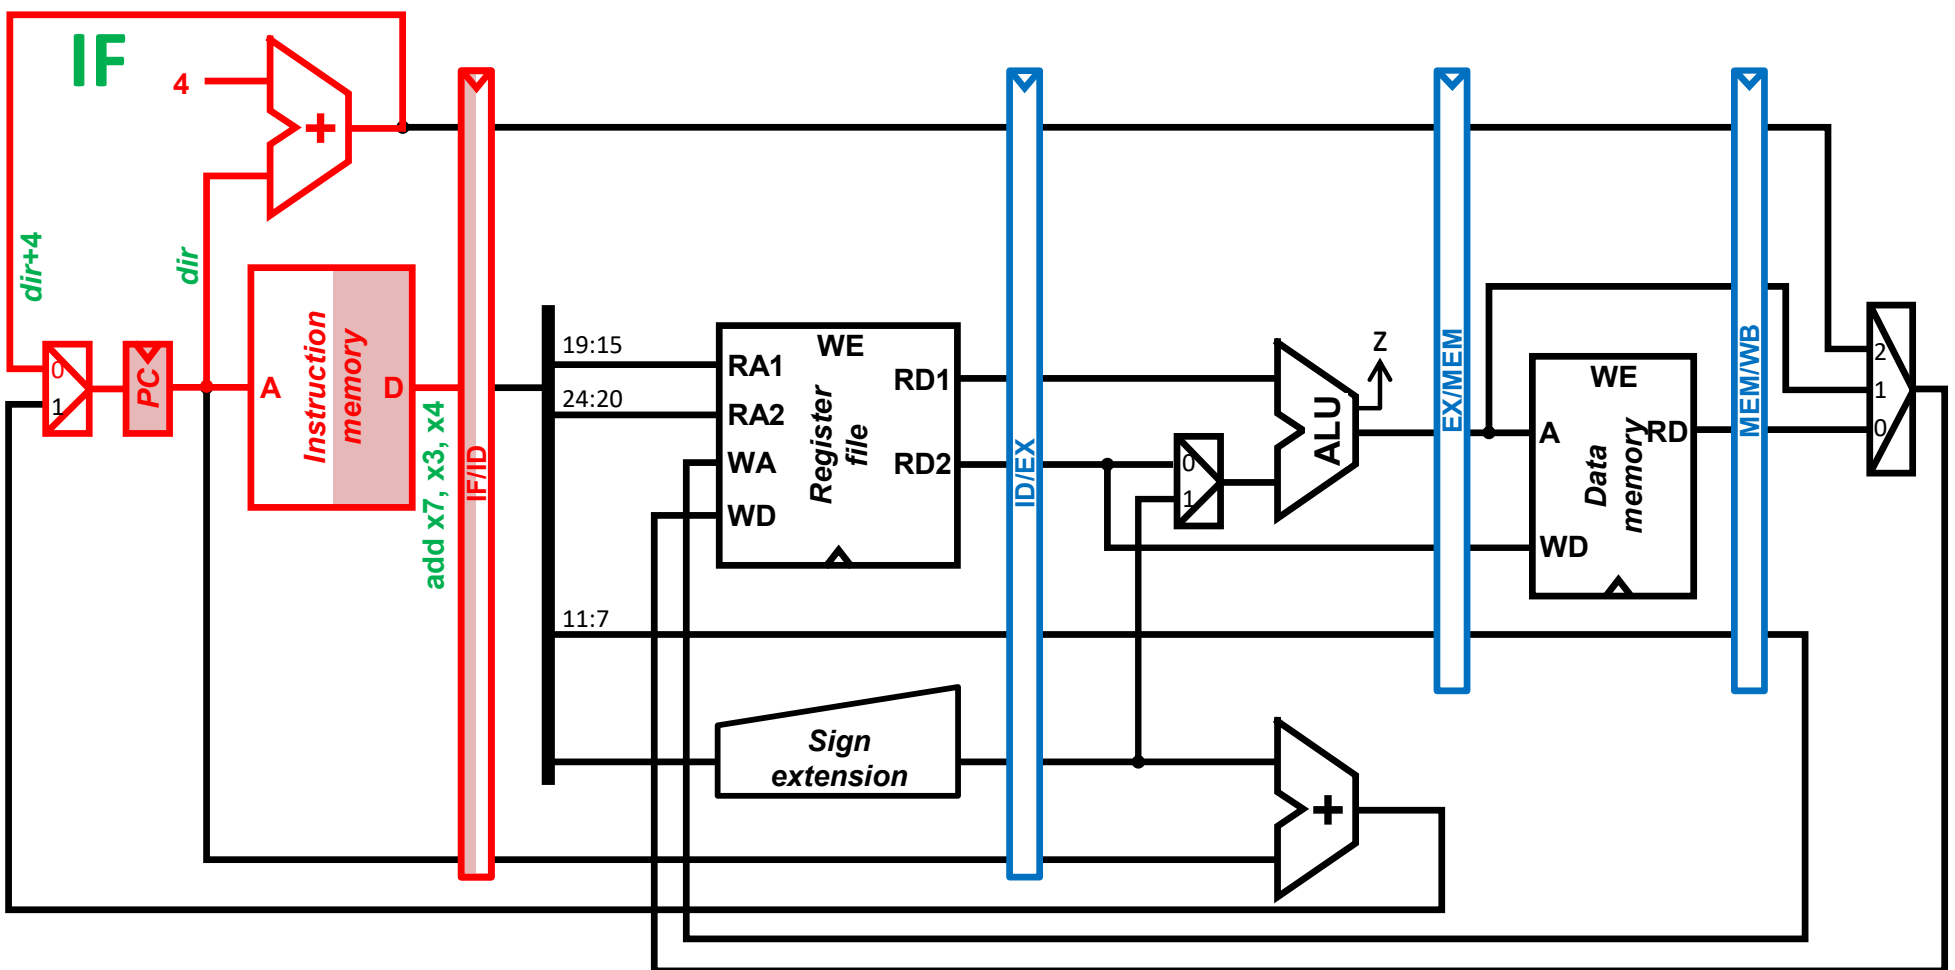 IF
4
+
dir+4
dir
0
1
PC
A
Instruction
memory
D
add x7, x3, x4
IF/ID
19:15
24:20
11:7
RA1
RA2
WA
WD
WE
Register
file
RD1
RD2
Sign
extension
ID/EX
0
1
ALU
Z
+
EX/MEM
A
WD
WE
Data
memory
RD
MEM/WB
2
1
0